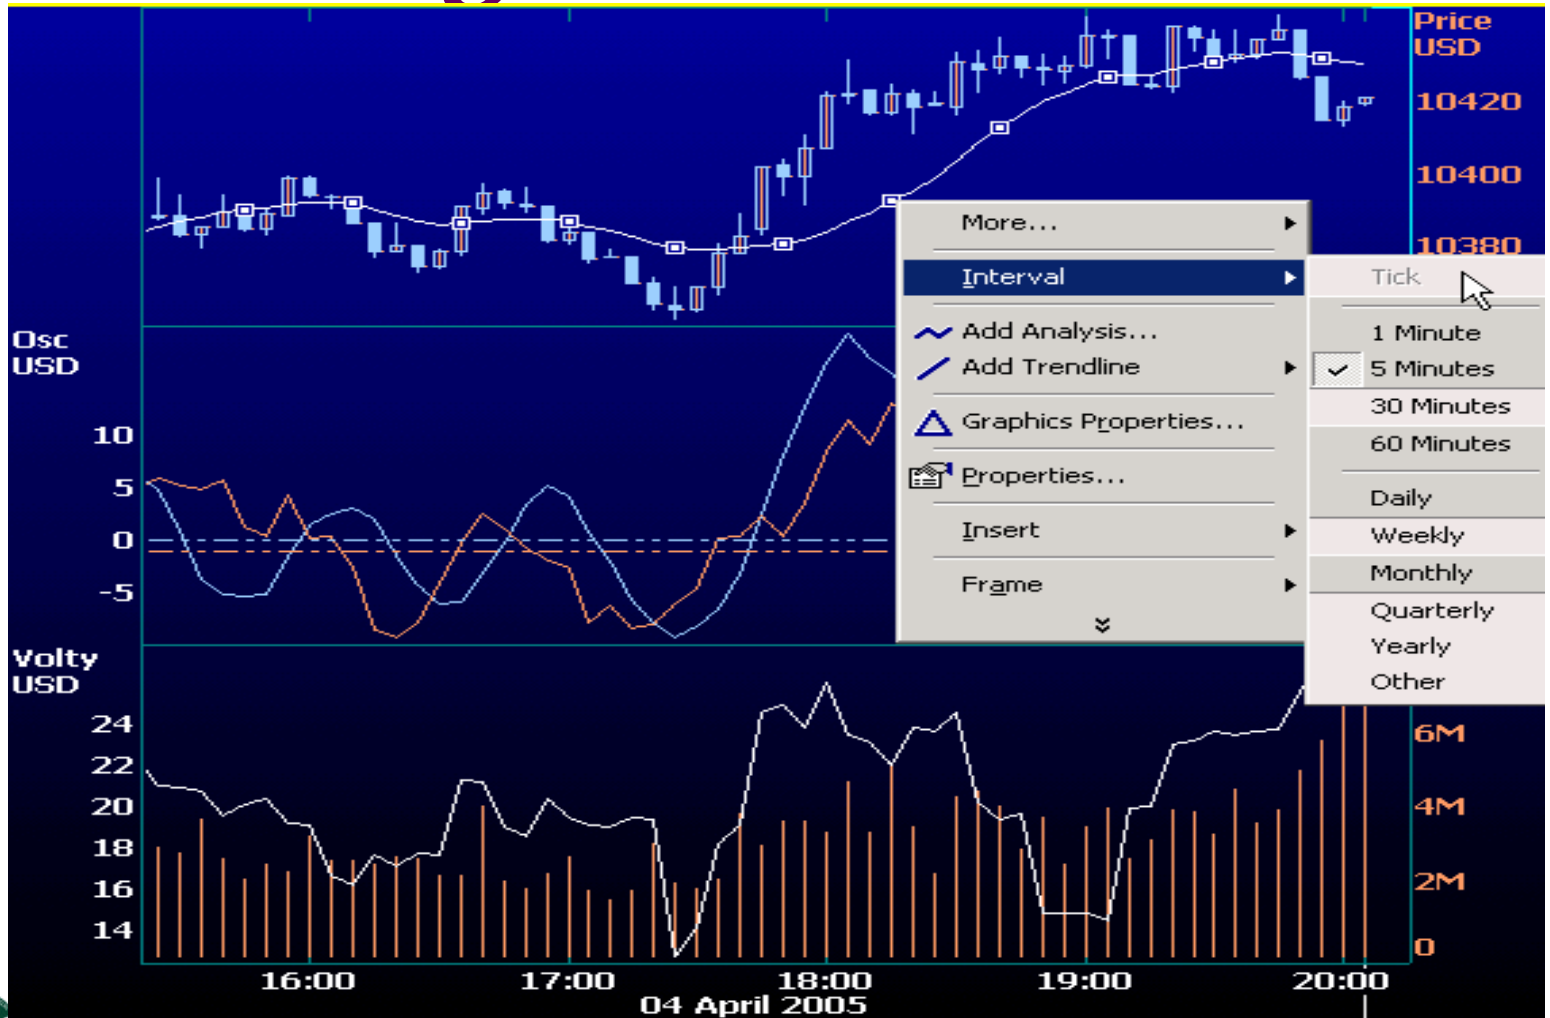 Price
USD
10420
10400
10380
More...
Interval
Add Analysis...
Add Trendline
Graphics Properties...
Properties...
Insert
Frame
Tick
1 Minute
5 Minutes
30 Minutes
60 Minutes
Daily
Weekly
Monthly
Quarterly
Yearly
Other
Osc
USD
10
5
0
-5
Volty
USD
24
22
20
18
16
14
6M
4M
2M
0
16:00 17:00 18:00 19:00 20:00
04 April 2005